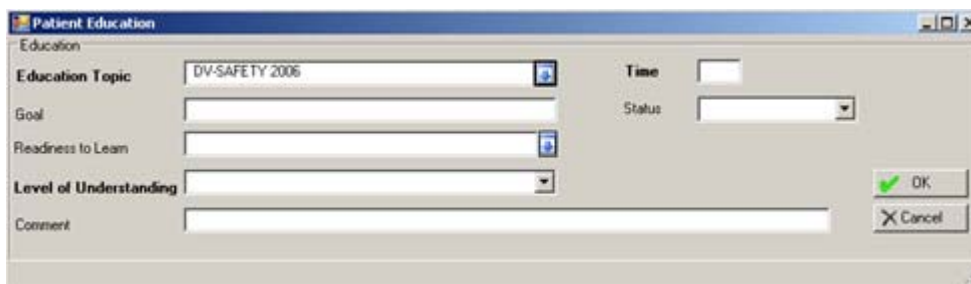 Patient Education
Education
Education Topic DV-SAFETY 2006 Time
Goal Status
Readiness to Learn
Level of Understanding OK
Comment Cancel